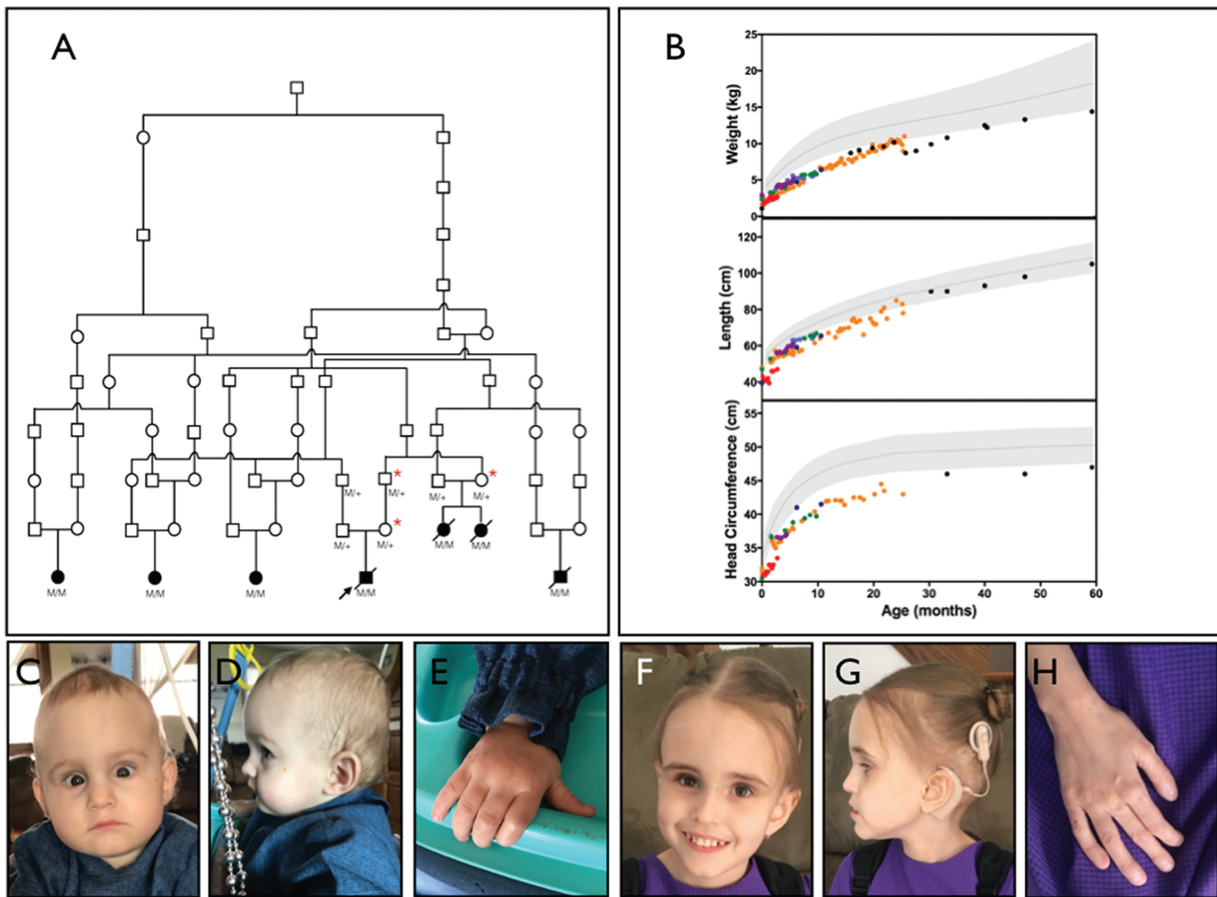 A
M/+
M/+
M/+
M/+
M/+
M/+
M/M
M/M
M/M
M/M
M/M
M/M
M/M
*
*
*
B
Weight (kg)
25
20
15
10
5
0
Length (cm)
120
100
80
60
40
Head Circumference (cm)
55
50
45
40
35
30
0 10 20 30 40 50 60
Age (months)
C
D
E
F
G
H